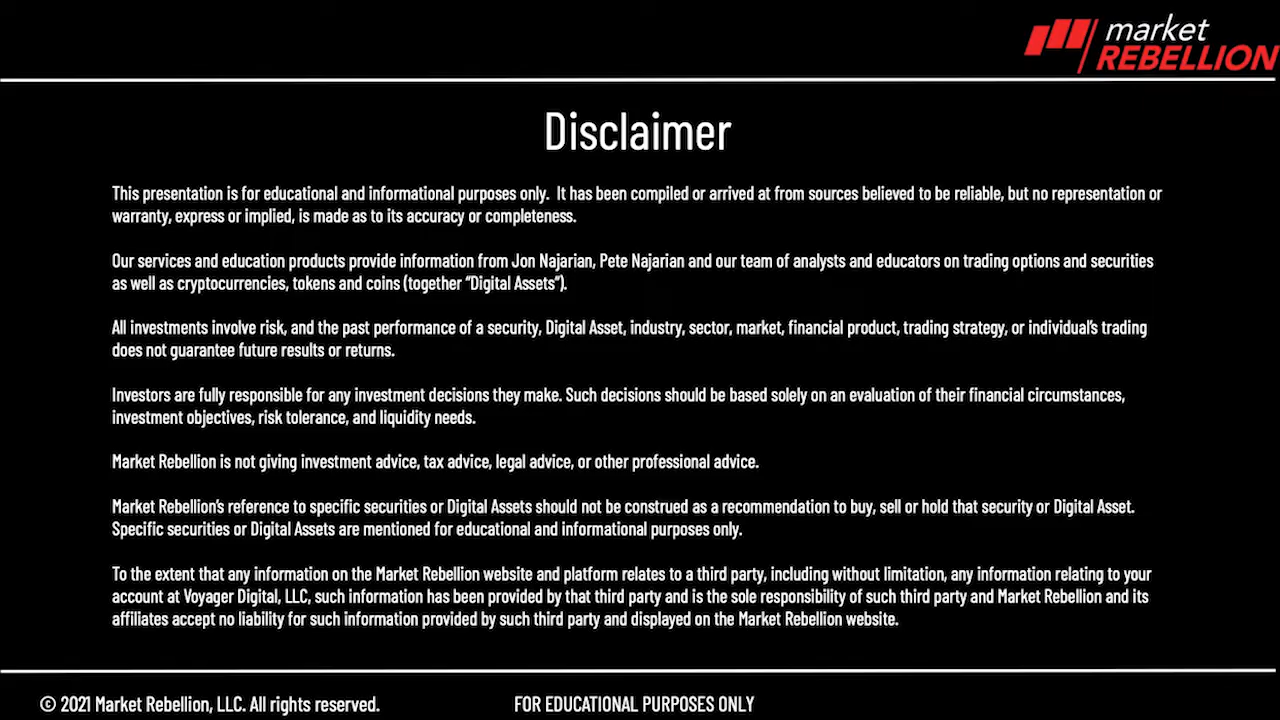 market
REBELLION
Disclaimer
This presentation is for educational and informational purposes only.  It has been compiled or arrived at from sources believed to be reliable, but no representation or
warranty, express or implied, is made as to its accuracy or completeness.
Our services and education products provide information from Jon Najarian, Pete Najarian and our team of analysts and educators on trading options and securities
as well as cryptocurrencies, tokens and coins (together “Digital Assets”).
All investments involve risk, and the past performance of a security, Digital Asset, industry, sector, market, financial product, trading strategy, or individual’s trading
does not guarantee future results or returns.
Investors are fully responsible for any investment decisions they make. Such decisions should be based solely on an evaluation of their financial circumstances,
investment objectives, risk tolerance, and liquidity needs.
Market Rebellion is not giving investment advice, tax advice, legal advice, or other professional advice.
Market Rebellion’s reference to specific securities or Digital Assets should not be construed as a recommendation to buy, sell or hold that security or Digital Asset.
Specific securities or Digital Assets are mentioned for educational and informational purposes only.
To the extent that any information on the Market Rebellion website and platform relates to a third party, including without limitation, any information relating to your
account at Voyager Digital, LLC, such information has been provided by that third party and is the sole responsibility of such third party and Market Rebellion and its
affiliates accept no liability for such information provided by such third party and displayed on the Market Rebellion website.
© 2021 Market Rebellion, LLC. All rights reserved.
FOR EDUCATIONAL PURPOSES ONLY